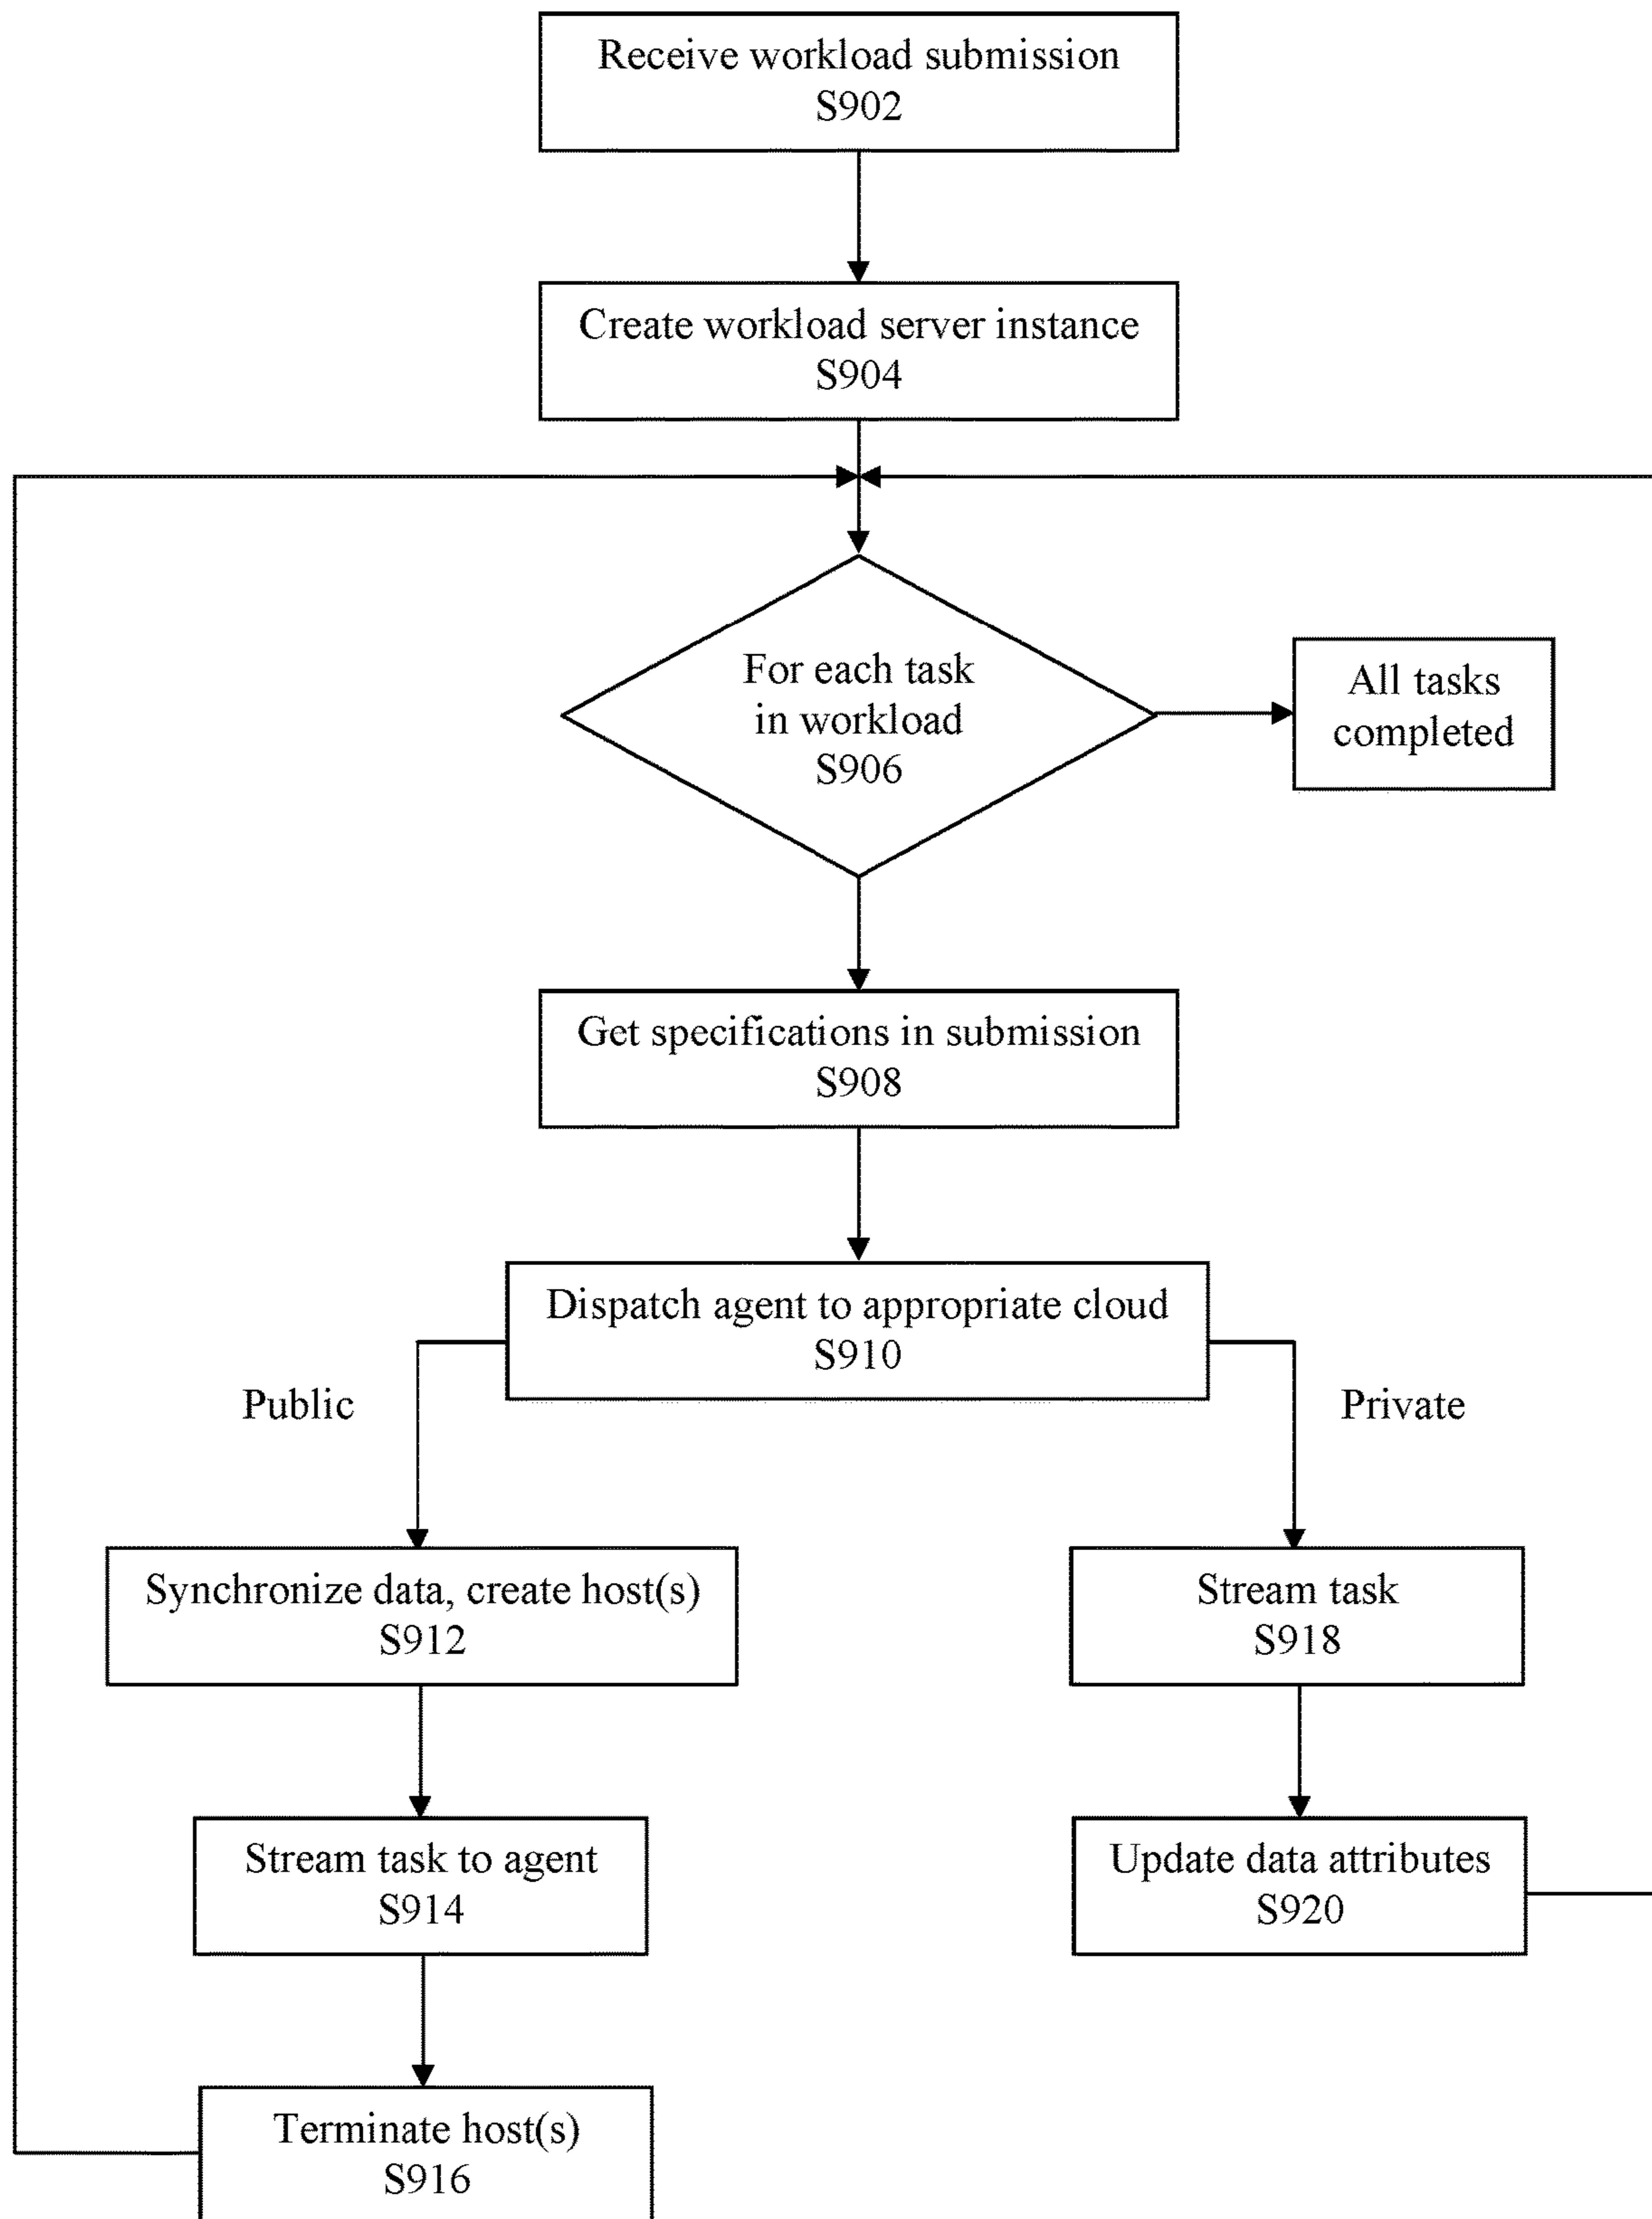 Receive workload submission
S902
Create workload server instance
S904
For each task
in workload
S906
All tasks
completed
Get specifications in submission
S908
Dispatch agent to appropriate cloud
S910
Public
Private
Synchronize data, create host(s)
S912
Stream task
S918
Stream task to agent
S914
Update data attributes
S920
Terminate host(s)
S916